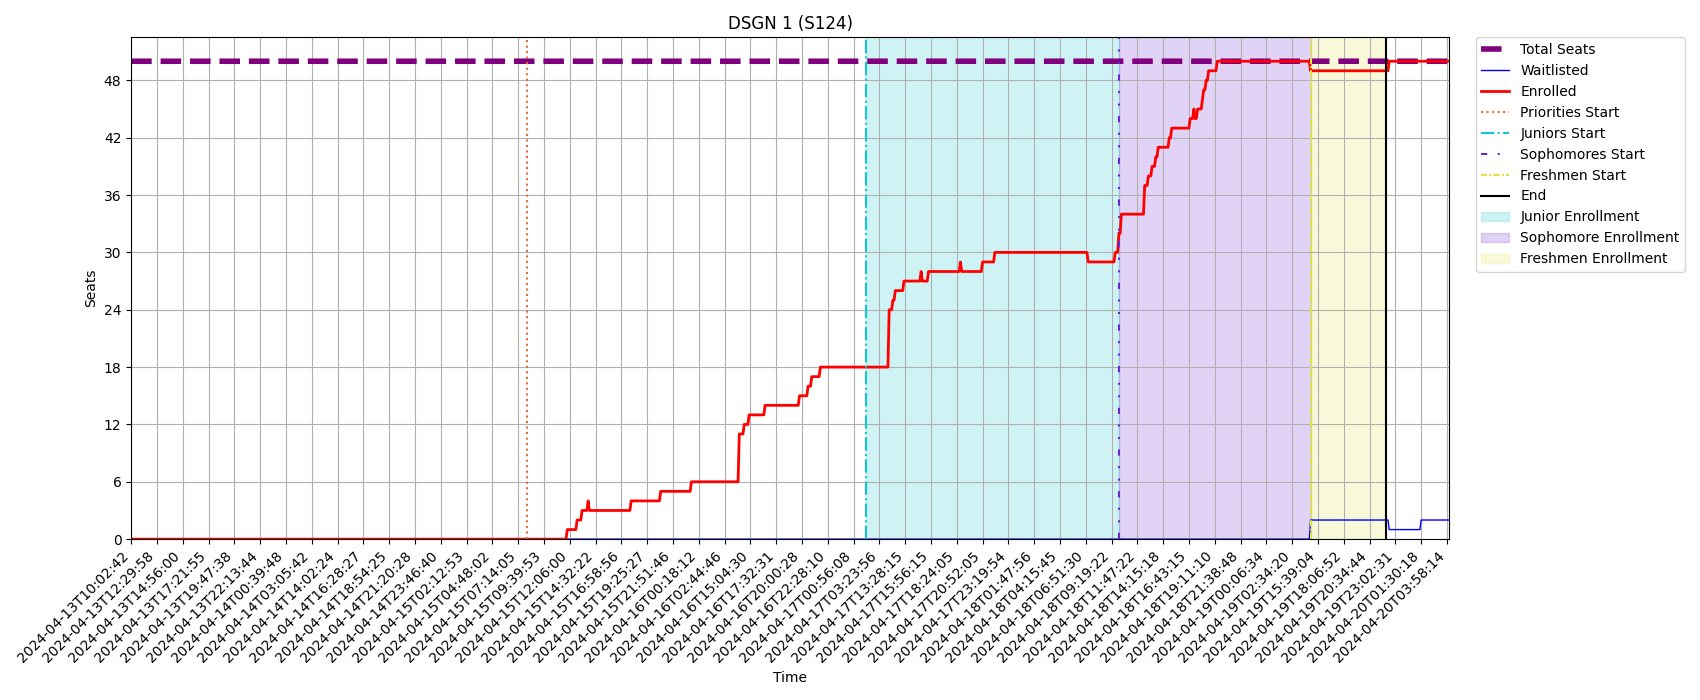 DSGN 1 (S124)
Total Seats
Waitlisted
Enrolled
Priorities Start
Juniors Start
Sophomores Start
Freshmen Start
End
Junior Enrollment
Sophomore Enrollment
Freshmen Enrollment
Seats
48
42
36
30
24
18
12
6
0
2024-04-13T10:02:42
2024-04-13T12:29:58
2024-04-13T14:56:00
2024-04-13T17:21:55
2024-04-13T19:47:38
2024-04-13T22:13:44
2024-04-14T00:39:48
2024-04-14T03:05:42
2024-04-14T14:02:24
2024-04-14T16:28:27
2024-04-14T18:54:25
2024-04-14T21:20:28
2024-04-14T23:46:40
2024-04-15T02:12:53
2024-04-15T04:48:02
2024-04-15T07:14:05
2024-04-15T09:39:53
2024-04-15T12:06:00
2024-04-15T14:32:22
2024-04-15T16:58:56
2024-04-15T19:25:27
2024-04-15T21:51:46
2024-04-16T00:18:12
2024-04-16T02:44:46
2024-04-16T15:04:30
2024-04-16T17:32:31
2024-04-16T20:00:28
2024-04-16T22:28:10
2024-04-17T00:56:08
2024-04-17T03:23:56
2024-04-17T13:28:15
2024-04-17T15:56:15
2024-04-17T18:24:05
2024-04-17T20:52:05
2024-04-17T23:19:54
2024-04-18T01:47:56
2024-04-18T04:15:45
2024-04-18T06:51:30
2024-04-18T09:19:22
2024-04-18T11:47:22
2024-04-18T14:15:18
2024-04-18T16:43:15
2024-04-18T19:11:10
2024-04-18T21:38:48
2024-04-19T00:06:34
2024-04-19T02:34:20
2024-04-19T15:39:04
2024-04-19T18:06:52
2024-04-19T20:34:44
2024-04-19T23:02:31
2024-04-20T01:30:18
2024-04-20T03:58:14
Time